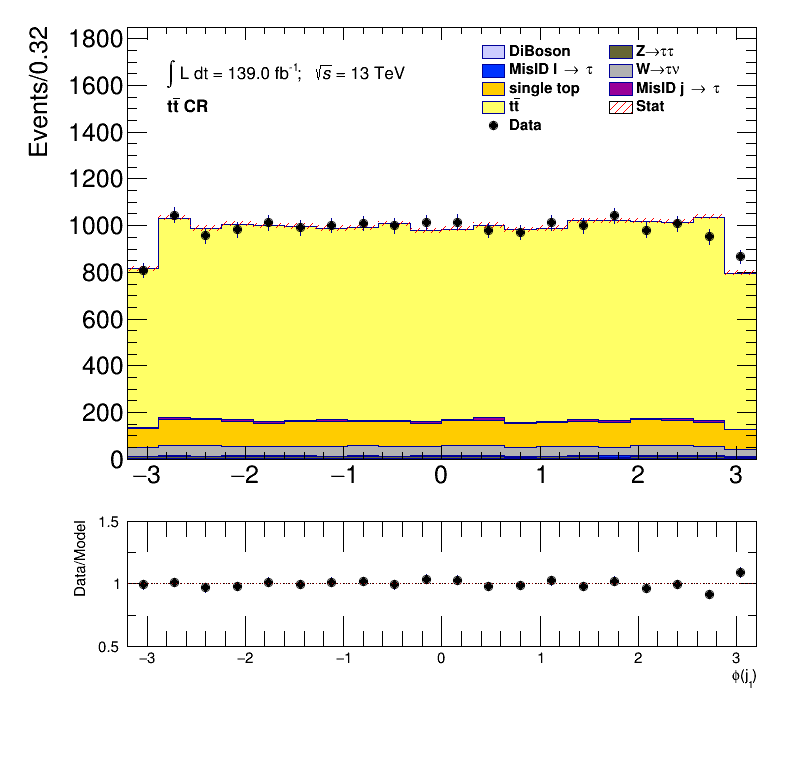 Events/0.32
1800
1600
1400
1200
1000
800
600
400
200
0
∫ L dt = 139.0 fb⁻¹; √s = 13 TeV
tt̄ CR
DiBoson
MisID l → τ
single top
tt̄
Data
Z→ττ
W→τν
MisID j → τ
Stat
−3 −2 −1 0 1 2 3
Data/Model
1.5
1
0.5
−3 −2 −1 0 1 2 3
ϕ(j₁)